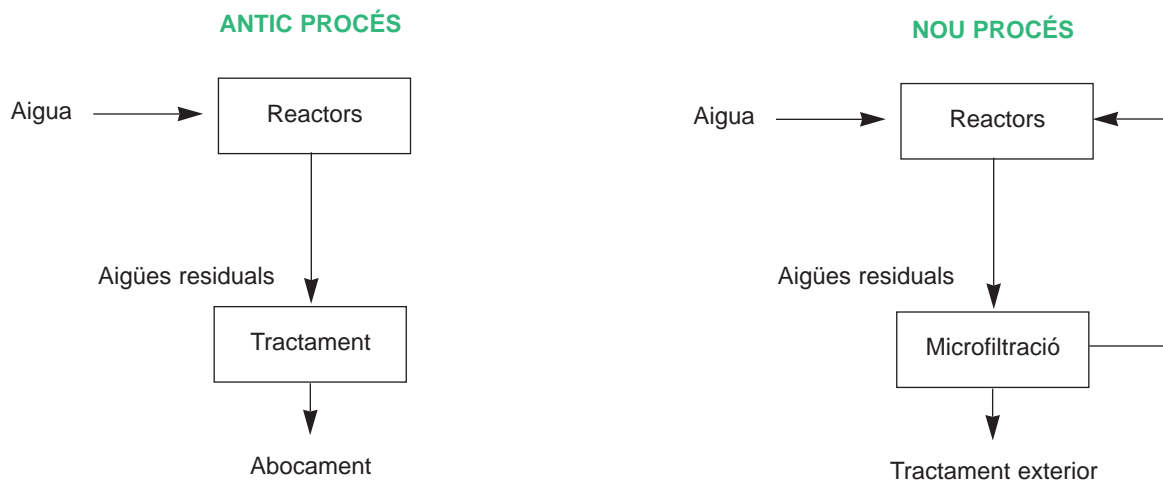 ANTIC PROCÉS
Aigua
Reactors
Aigües residuals
Tractament
Abocament
NOU PROCÉS
Aigua
Reactors
Aigües residuals
Microfiltració
Tractament exterior